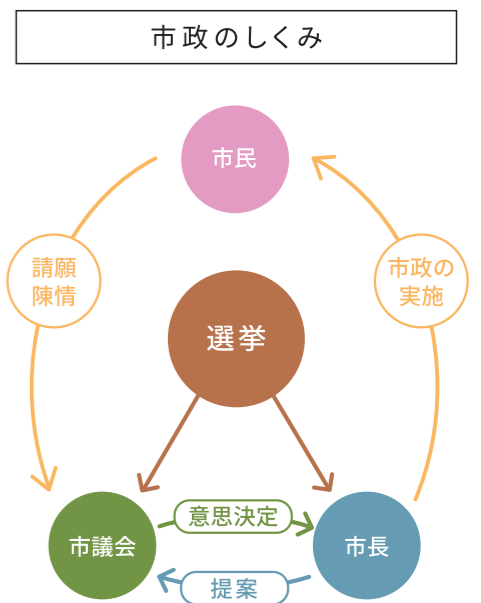 市政のしくみ
市民
請願
陳情
市政の
実施
選挙
意思決定
市議会
市長
提案